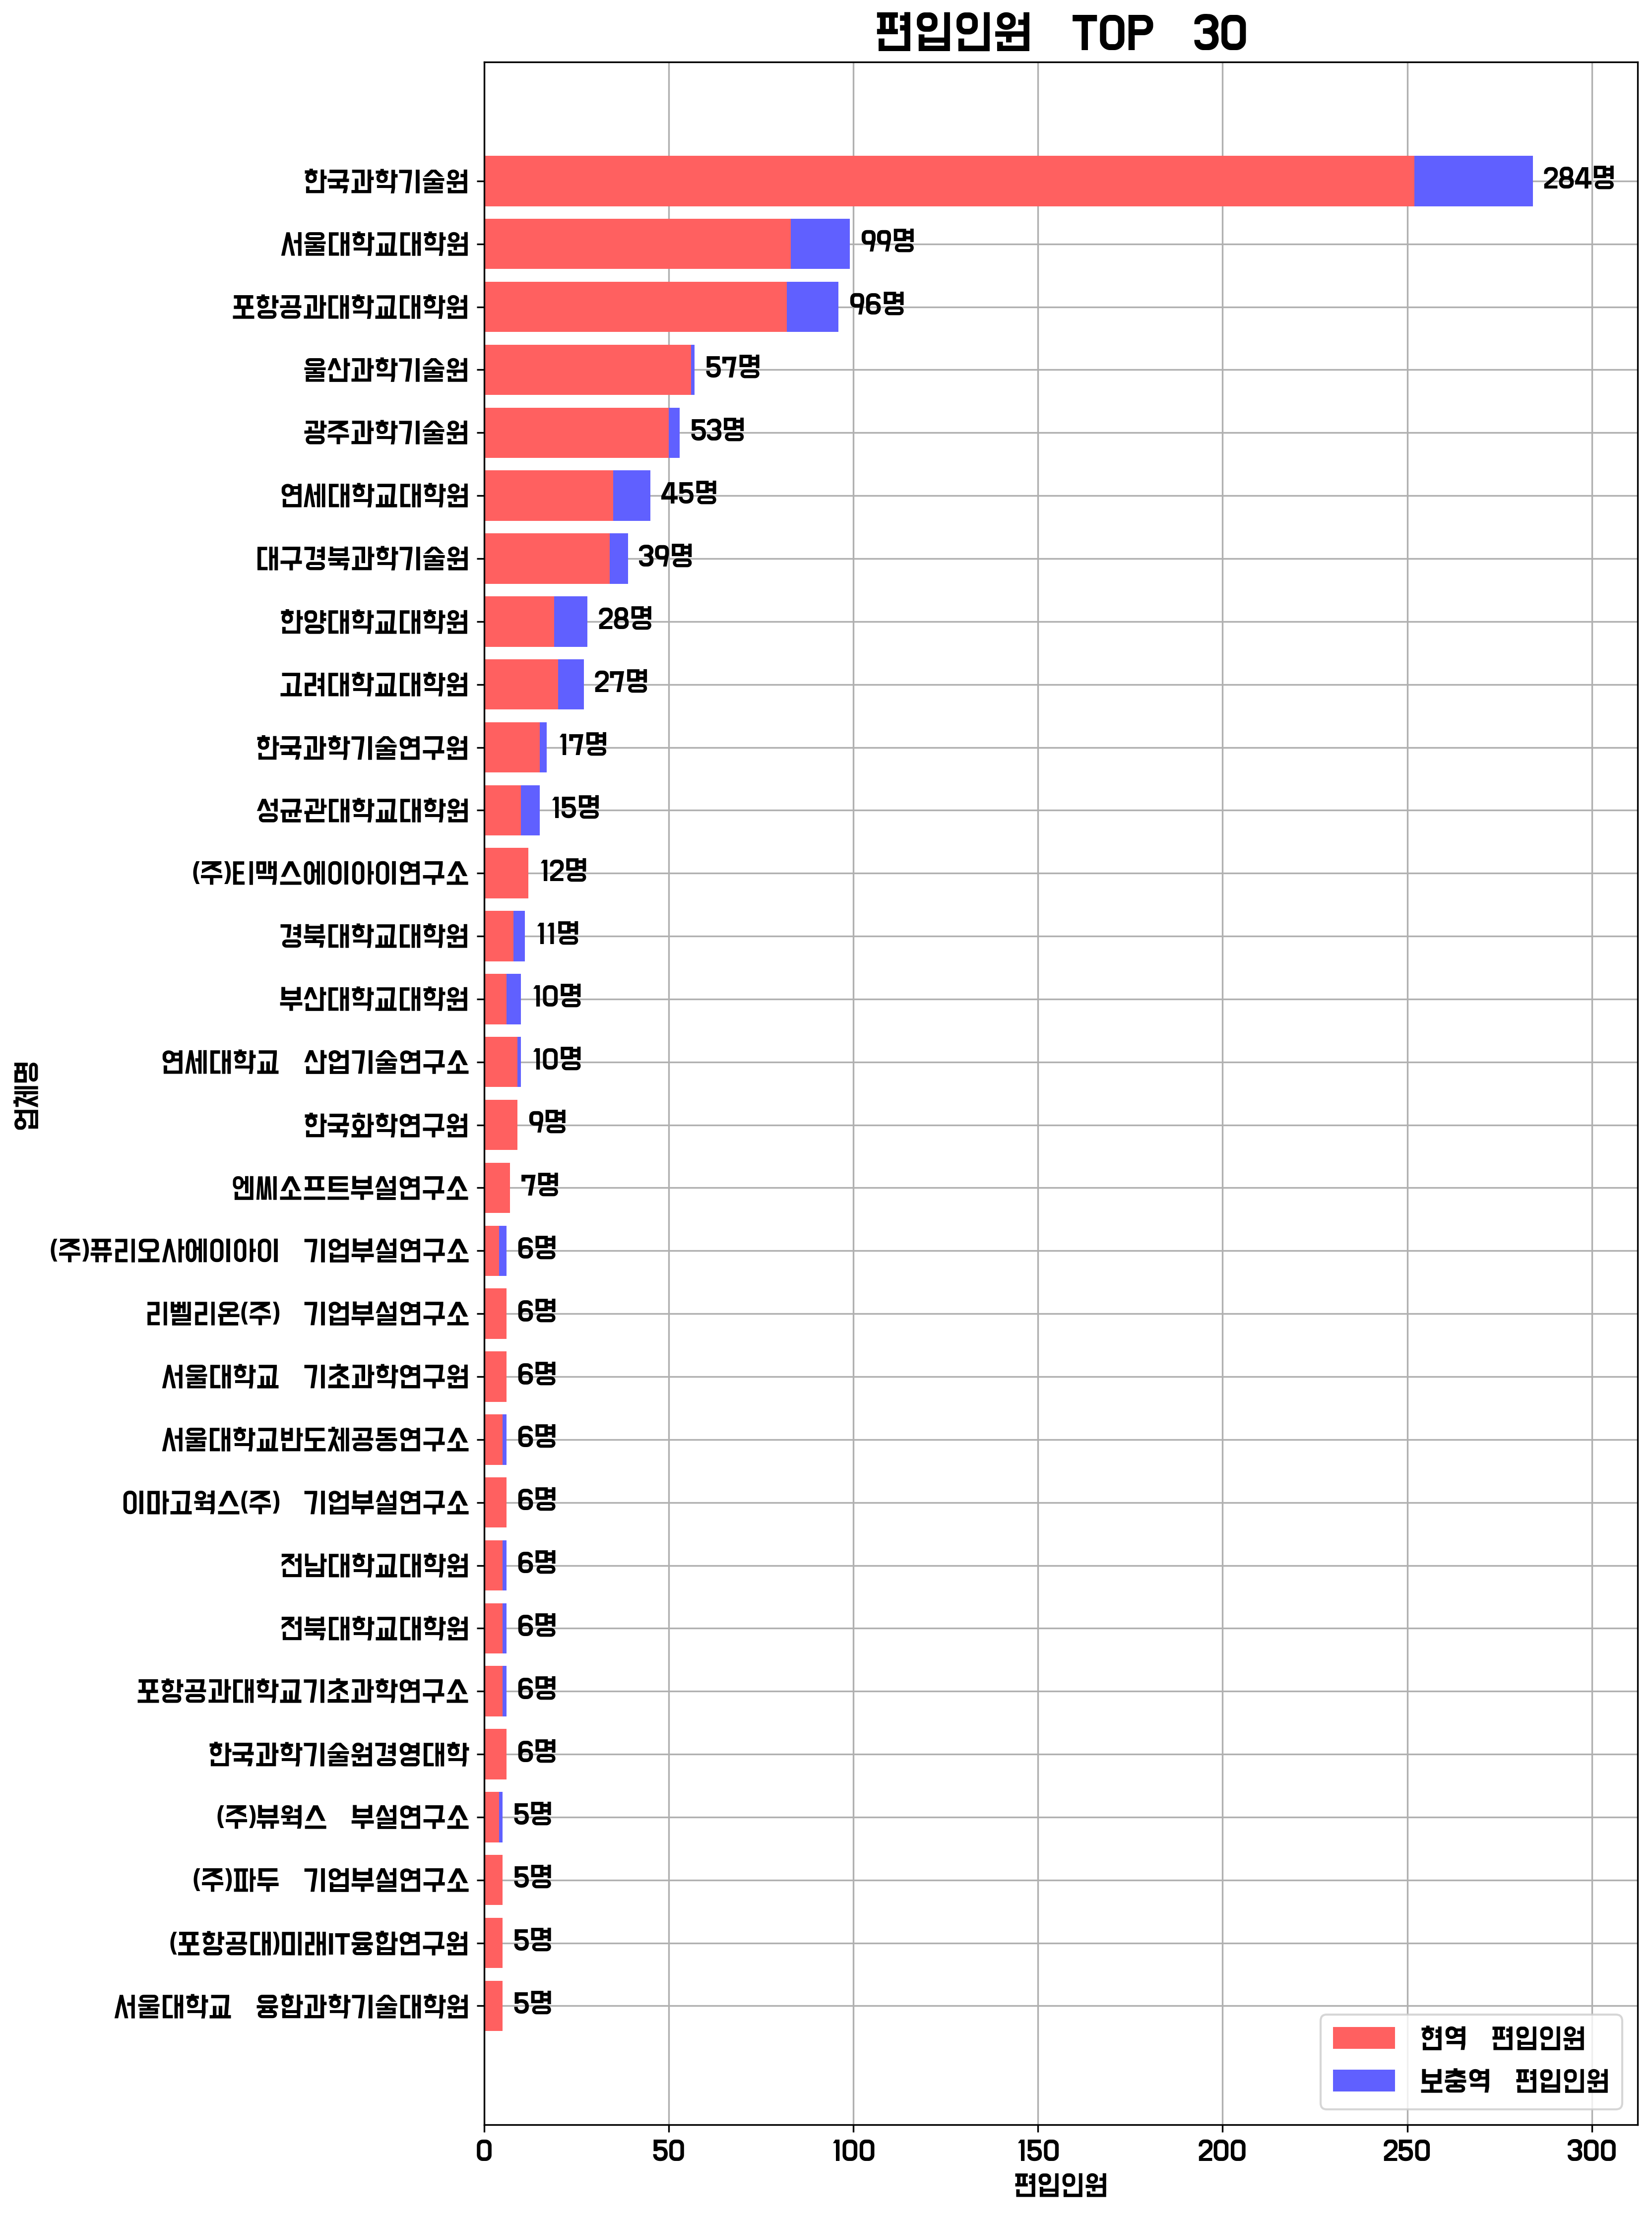 편입인원 TOP 30
한국과학기술원 284명
서울대학교대학원 99명
포항공과대학교대학원 96명
울산과학기술원 57명
광주과학기술원 53명
연세대학교대학원 45명
대구경북과학기술원 39명
한양대학교대학원 28명
고려대학교대학원 27명
한국과학기술연구원 17명
성균관대학교대학원 15명
(주)티맥스에이아이연구소 12명
경북대학교대학원 11명
부산대학교대학원 10명
연세대학교 산업기술연구소 10명
한국화학연구원 9명
엔씨소프트부설연구소 7명
(주)퓨리오사에이아이 기업부설연구소 6명
리벨리온(주) 기업부설연구소 6명
서울대학교 기초과학연구원 6명
서울대학교반도체공동연구소 6명
이마고웍스(주) 기업부설연구소 6명
전남대학교대학원 6명
전북대학교대학원 6명
포항공과대학교기초과학연구소 6명
한국과학기술원경영대학 6명
(주)뷰웍스 부설연구소 5명
(주)파두 기업부설연구소 5명
(포항공대)미래IT융합연구원 5명
서울대학교 융합과학기술대학원 5명
업체명
현역 편입인원
보충역 편입인원
0 50 100 150 200 250 300
편입인원